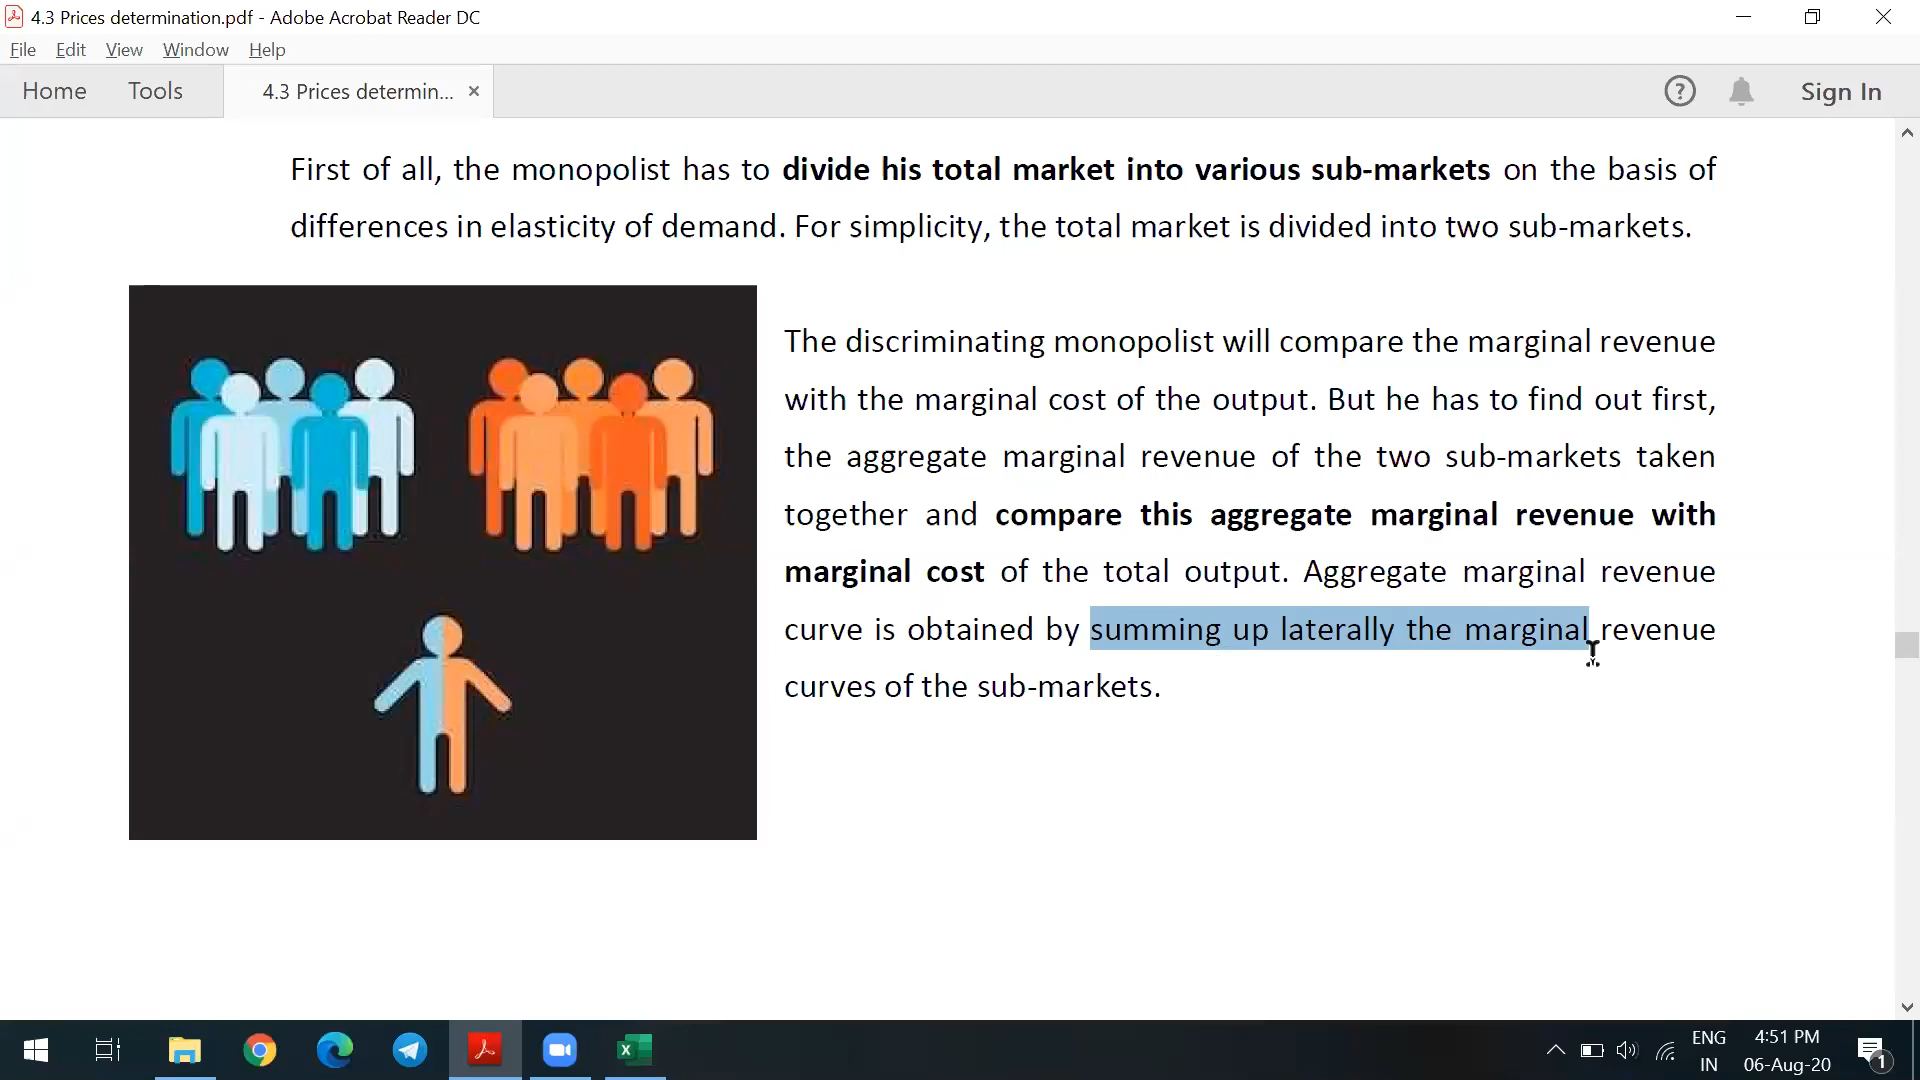 4.3 Prices determination.pdf - Adobe Acrobat Reader DC
File Edit View Window Help
Home Tools 4.3 Prices determin... × ? Sign In
First of all, the monopolist has to divide his total market into various sub-markets on the basis of
differences in elasticity of demand. For simplicity, the total market is divided into two sub-markets.
The discriminating monopolist will compare the marginal revenue
with the marginal cost of the output. But he has to find out first,
the aggregate marginal revenue of the two sub-markets taken
together and compare this aggregate marginal revenue with
marginal cost of the total output. Aggregate marginal revenue
curve is obtained by summing up laterally the marginal revenue
curves of the sub-markets.
ENG 4:51 PM
IN 06-Aug-20 1